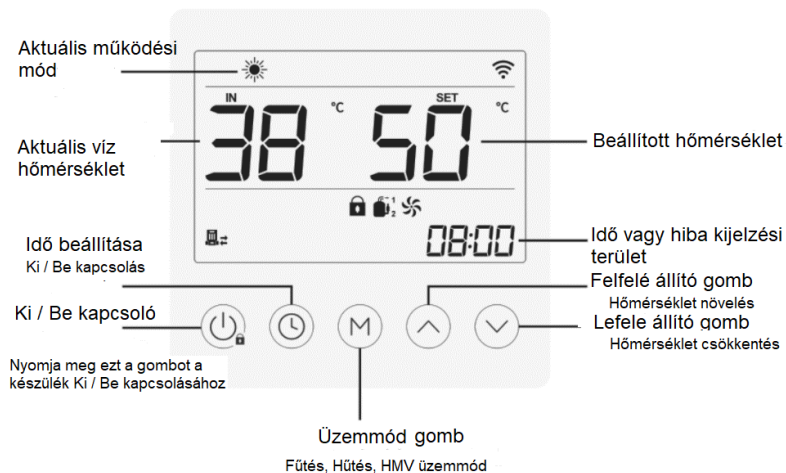 Aktuális működési
mód
IN
38
°C
SET
50
°C
Aktuális víz
hőmérséklet
Beállított hőmérséklet
1
2
08:00
Idő vagy hiba kijelzési
terület
Idő beállítása
Ki / Be kapcsolás
Felfelé állító gomb
Hőmérséklet növelés
Ki / Be kapcsoló
M
Lefele állító gomb
Hőmérséklet csökkentés
Nyomja meg ezt a gombot a
készülék Ki / Be kapcsolásához
Üzemmód gomb
Fűtés, Hűtés, HMV üzemmód